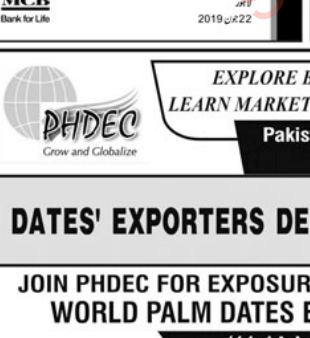 MCB
Bank for Life
2019 22
PHDEC
Grow and Globalize
EXPLORE
LEARN MARKET
Pakis
DATES' EXPORTERS DE
JOIN PHDEC FOR EXPOSUR
WORLD PALM DATES